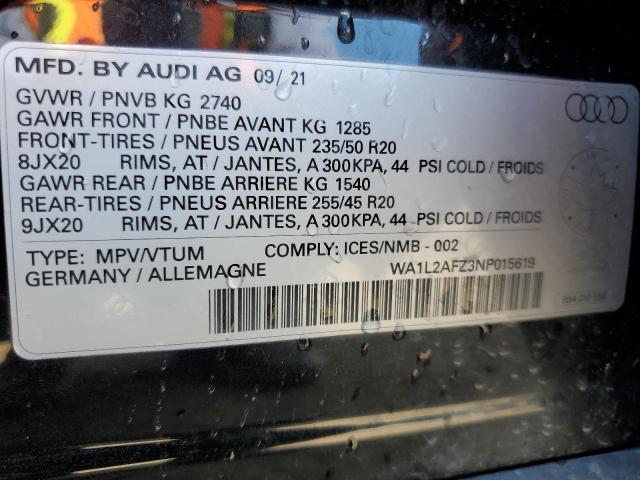 MFD. BY AUDI AG 09/ 21
GVWR / PNVB KG 2740
GAWR FRONT / PNBE AVANT KG 1285
FRONT-TIRES / PNEUS AVANT 235/50 R20
8JX20 RIMS, AT / JANTES, A 300KPA, 44 PSI COLD / FROIDS
GAWR REAR / PNBE ARRIERE KG 1540
REAR-TIRES / PNEUS ARRIERE 255/45 R20
9JX20 RIMS, AT / JANTES, A 300KPA, 44 PSI COLD / FROIDS
TYPE: MPV/VTUM COMPLY: ICES/NMB - 002
GERMANY / ALLEMAGNE WA1L2AFZ3NP015619